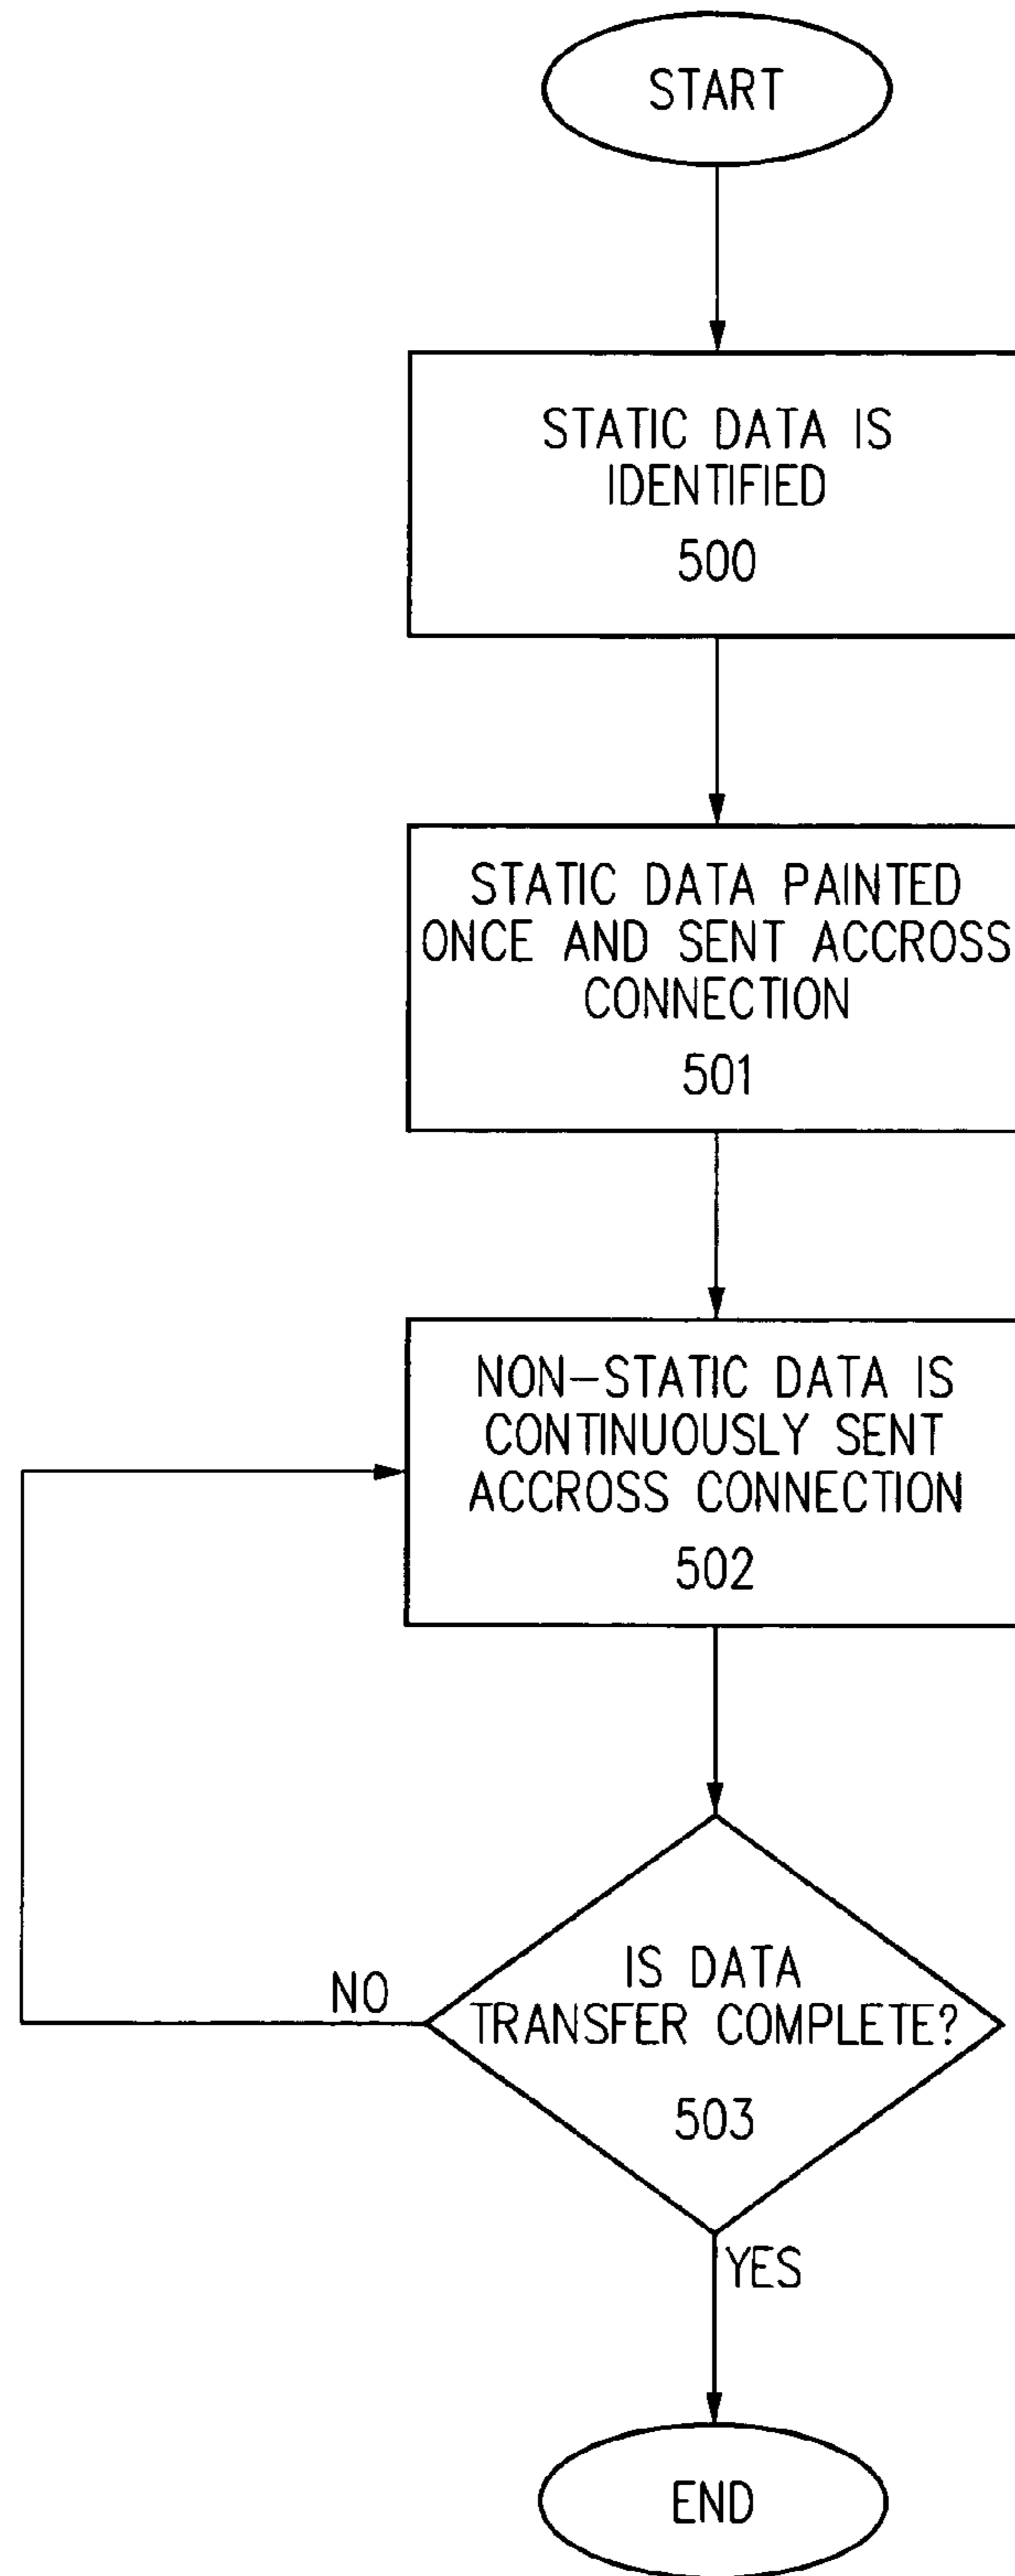 START
STATIC DATA IS
IDENTIFIED
500
STATIC DATA PAINTED
ONCE AND SENT ACCROSS
CONNECTION
501
NON-STATIC DATA IS
CONTINUOUSLY SENT
ACCROSS CONNECTION
502
IS DATA
NO
TRANSFER COMPLETE?
503
YES
END